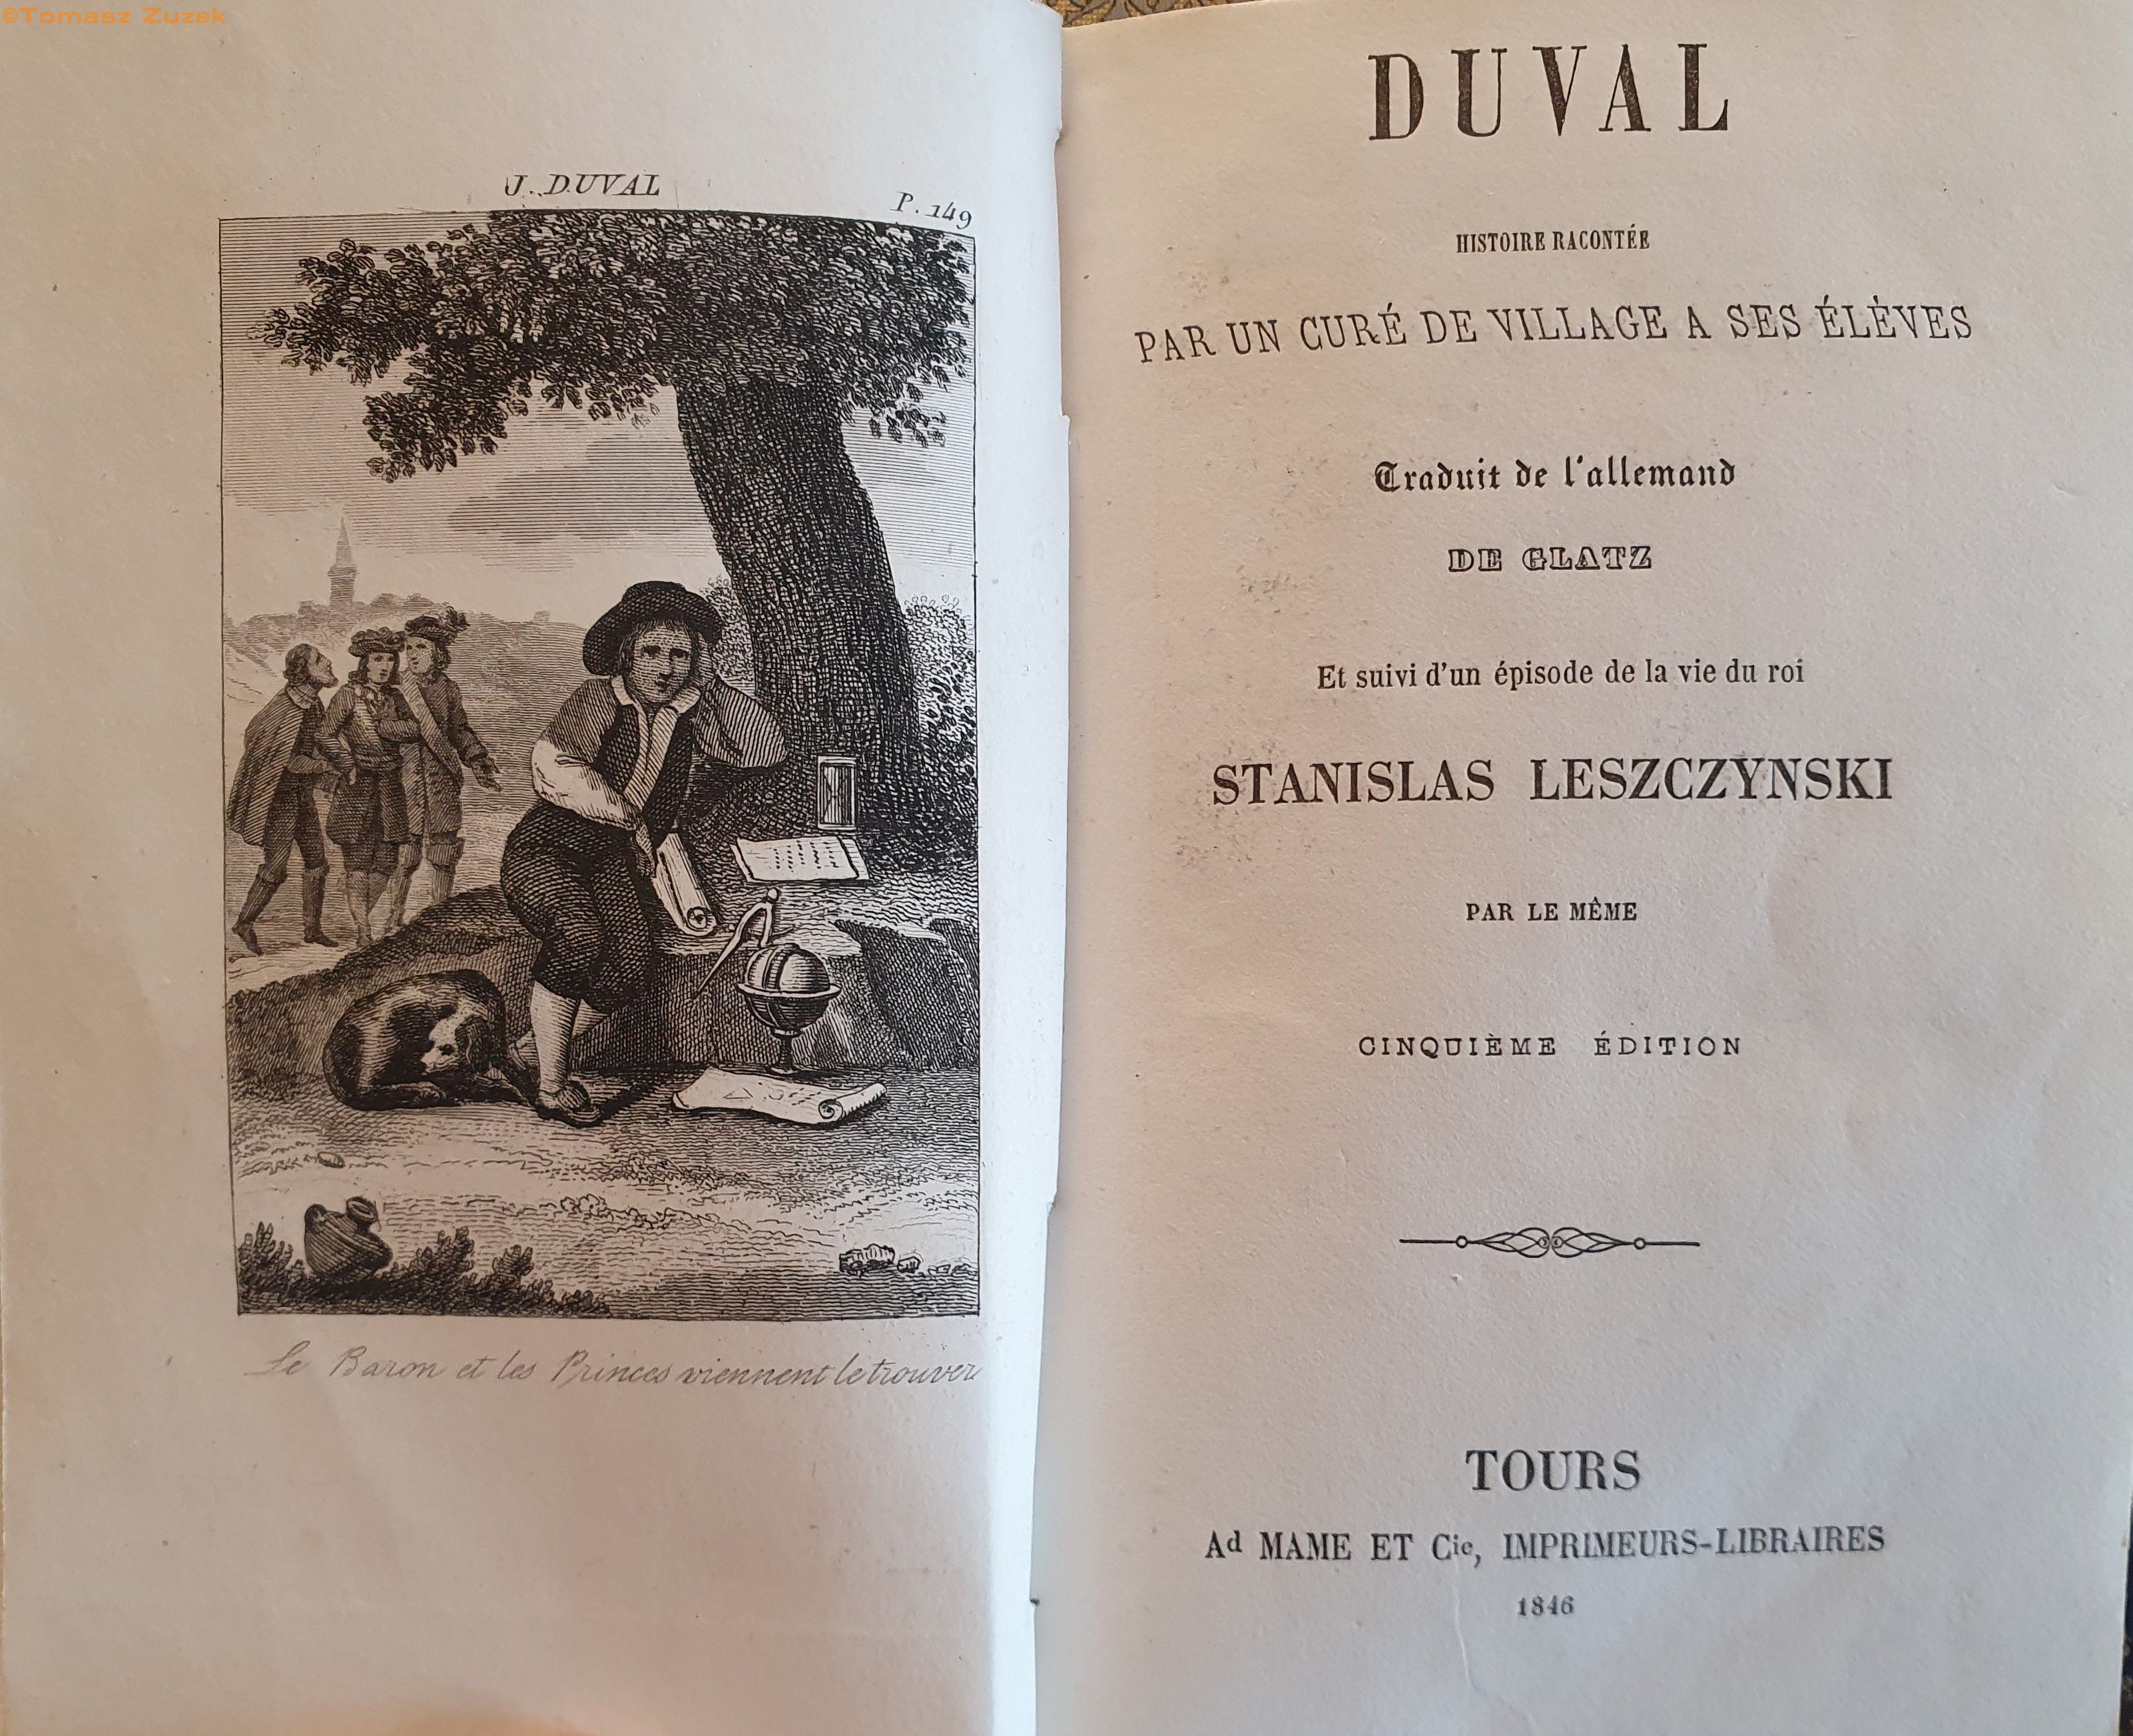 ©Tomasz Zuzek
J. DUVAL
P. 149
Le Baron et les Princes viennent le trouver
DUVAL
HISTOIRE RACONTÉE
PAR UN CURÉ DE VILLAGE A SES ÉLÈVES
Traduit de l'allemand
DE GLATZ
Et suivi d'un épisode de la vie du roi
STANISLAS LESZCZYNSKI
PAR LE MÊME
CINQUIÈME ÉDITION
TOURS
Ad MAME ET Cie, IMPRIMEURS-LIBRAIRES
1846